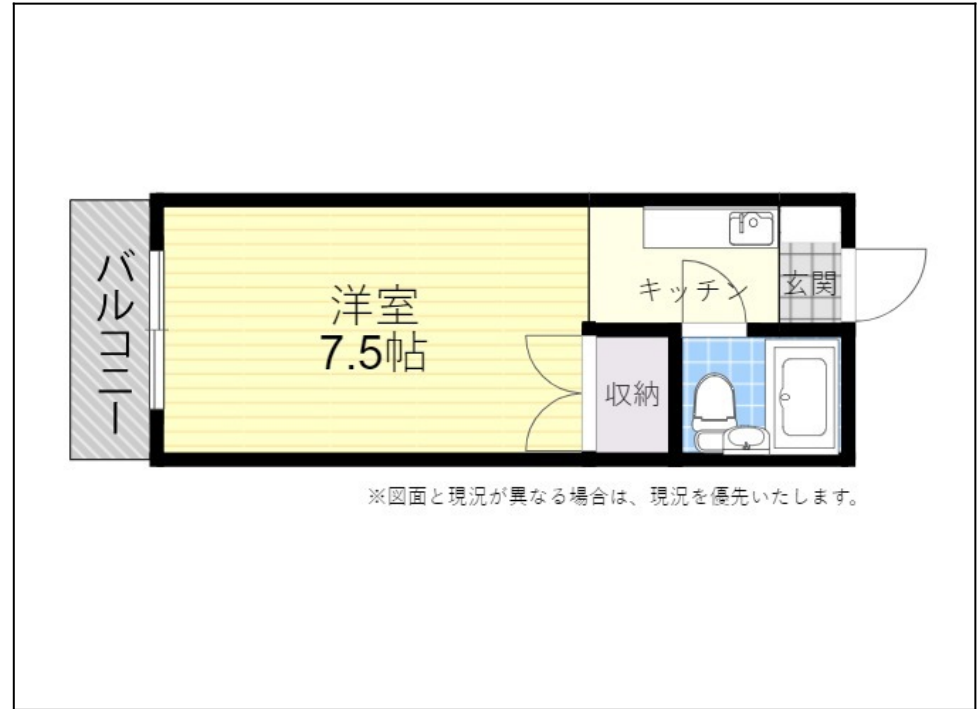 バルコニー
洋室
7.5帖
キッチン
玄関
収納
※図面と現況が異なる場合は、現況を優先いたします。